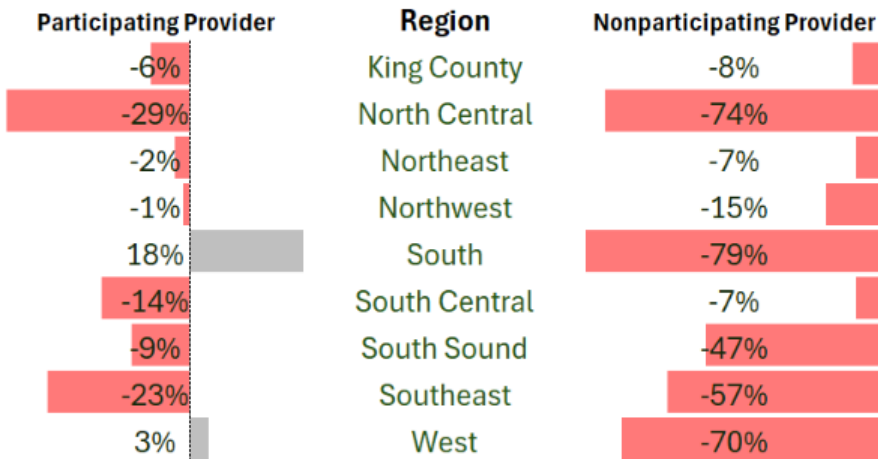 Participating Provider Region Nonparticipating Provider
-6% King County -8%
-29% North Central -74%
-2% Northeast -7%
-1% Northwest -15%
18% South -79%
-14% South Central -7%
-9% South Sound -47%
-23% Southeast -57%
3% West -70%